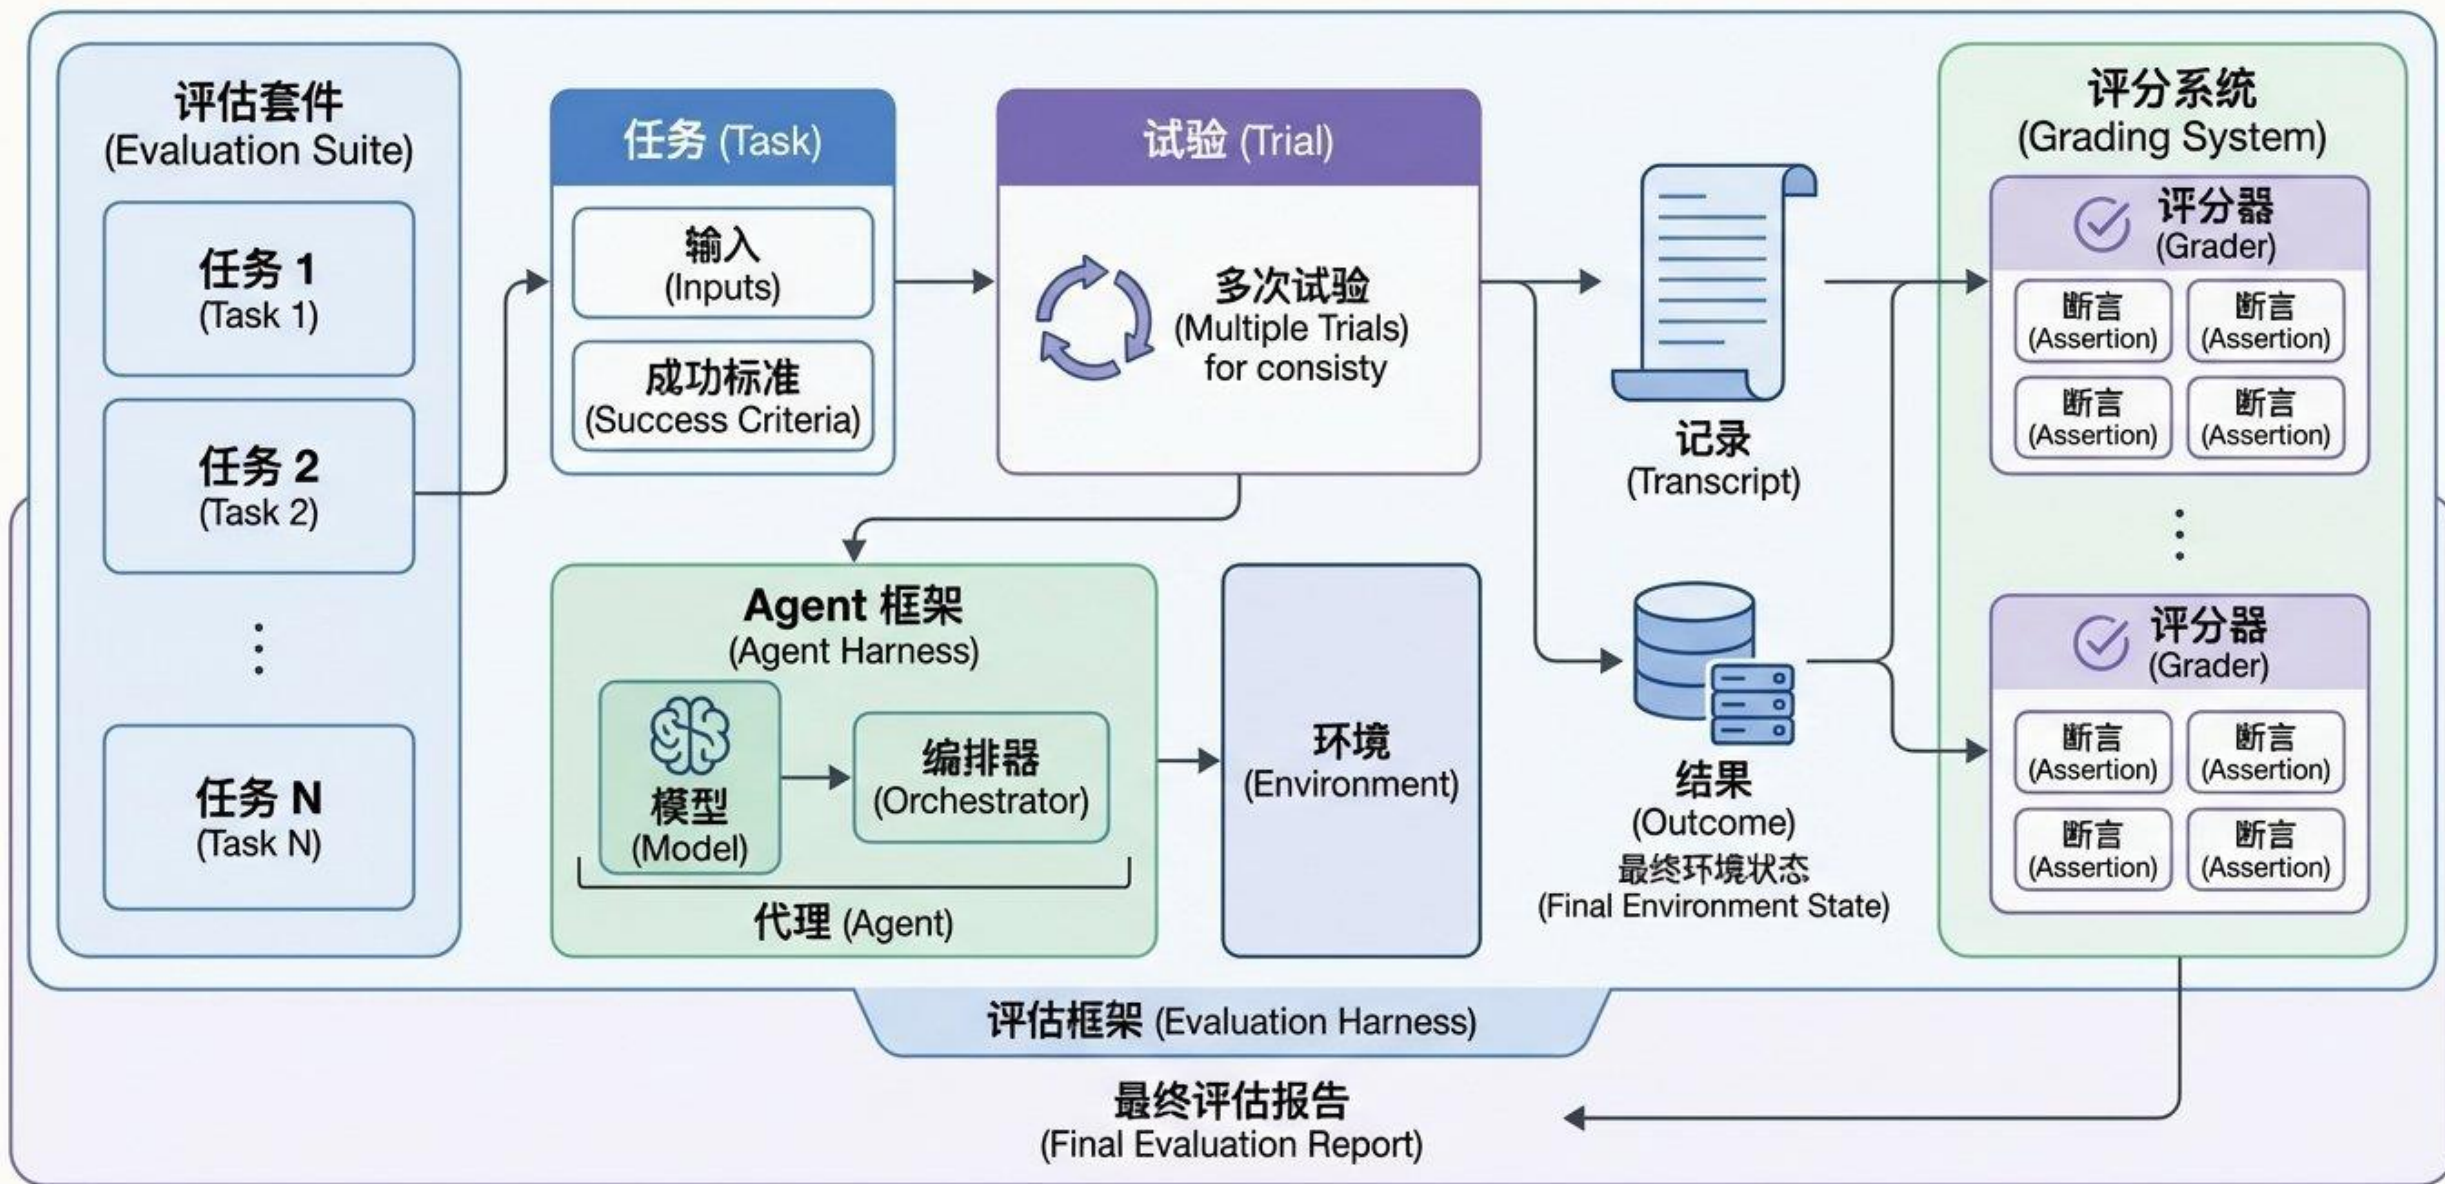 评估套件
(Evaluation Suite)
任务 1
(Task 1)
任务 2
(Task 2)
任务 N
(Task N)
任务 (Task)
输入
(Inputs)
成功标准
(Success Criteria)
试验 (Trial)
多次试验
(Multiple Trials)
for consisty
Agent 框架
(Agent Harness)
模型
(Model)
编排器
(Orchestrator)
代理 (Agent)
环境
(Environment)
记录
(Transcript)
结果
(Outcome)
最终环境状态
(Final Environment State)
评分系统
(Grading System)
评分器
(Grader)
断言
(Assertion)
断言
(Assertion)
断言
(Assertion)
断言
(Assertion)
评分器
(Grader)
断言
(Assertion)
断言
(Assertion)
断言
(Assertion)
断言
(Assertion)
评估框架 (Evaluation Harness)
最终评估报告
(Final Evaluation Report)